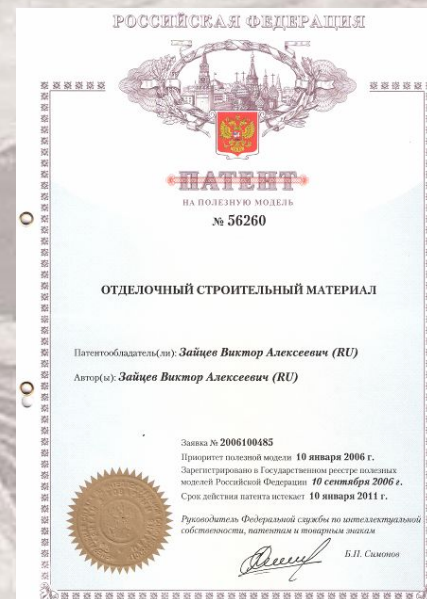 РОССИЙСКАЯ ФЕДЕРАЦИЯ
ПАТЕНТ
НА ПОЛЕЗНУЮ МОДЕЛЬ
№ 56260
ОТДЕЛОЧНЫЙ СТРОИТЕЛЬНЫЙ МАТЕРИАЛ
Патентообладатель(ли): Зайцев Виктор Алексеевич (RU)
Автор(ы): Зайцев Виктор Алексеевич (RU)
Заявка № 2006100485
Приоритет полезной модели 10 января 2006 г.
Зарегистрировано в Государственном реестре полезных
моделей Российской Федерации 10 сентября 2006 г.
Срок действия патента истекает 10 января 2011 г.
Руководитель Федеральной службы по интеллектуальной
собственности, патентам и товарным знакам
Б.П. Симонов